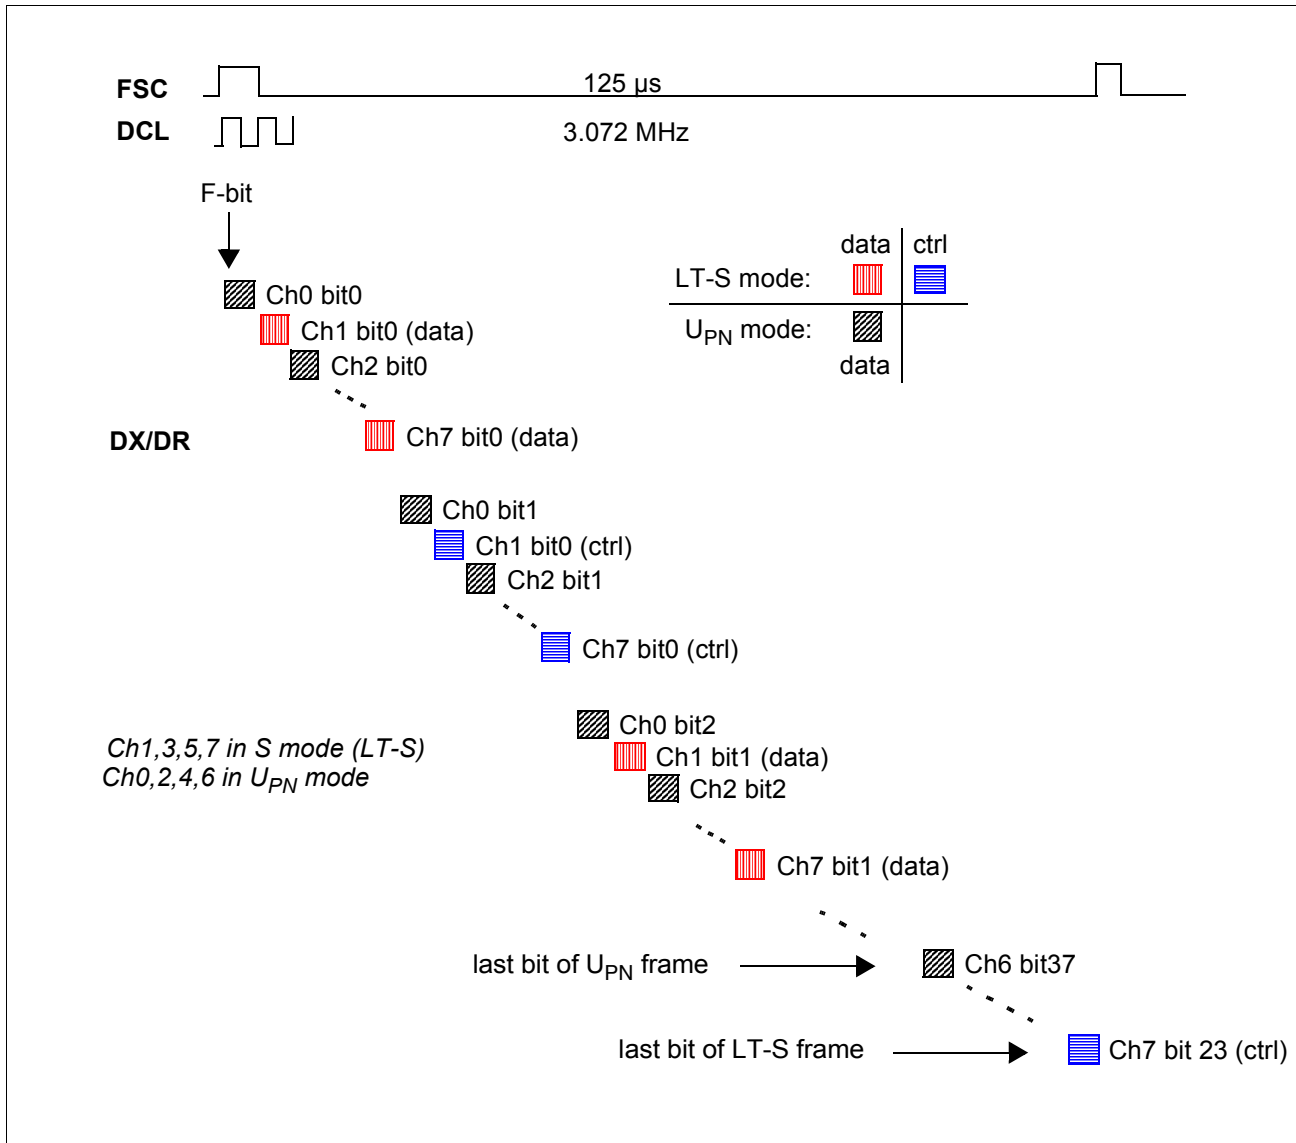 FSC
125 µs
DCL
3.072 MHz
F-bit
data ctrl
LT-S mode:
Ch0 bit0
Ch1 bit0 (data)
UPN mode:
Ch2 bit0
data
DX/DR
Ch7 bit0 (data)
Ch0 bit1
Ch1 bit0 (ctrl)
Ch2 bit1
Ch7 bit0 (ctrl)
Ch0 bit2
Ch1,3,5,7 in S mode (LT-S)
Ch1 bit1 (data)
Ch0,2,4,6 in UPN mode
Ch2 bit2
Ch7 bit1 (data)
last bit of UPN frame
Ch6 bit37
last bit of LT-S frame
Ch7 bit 23 (ctrl)